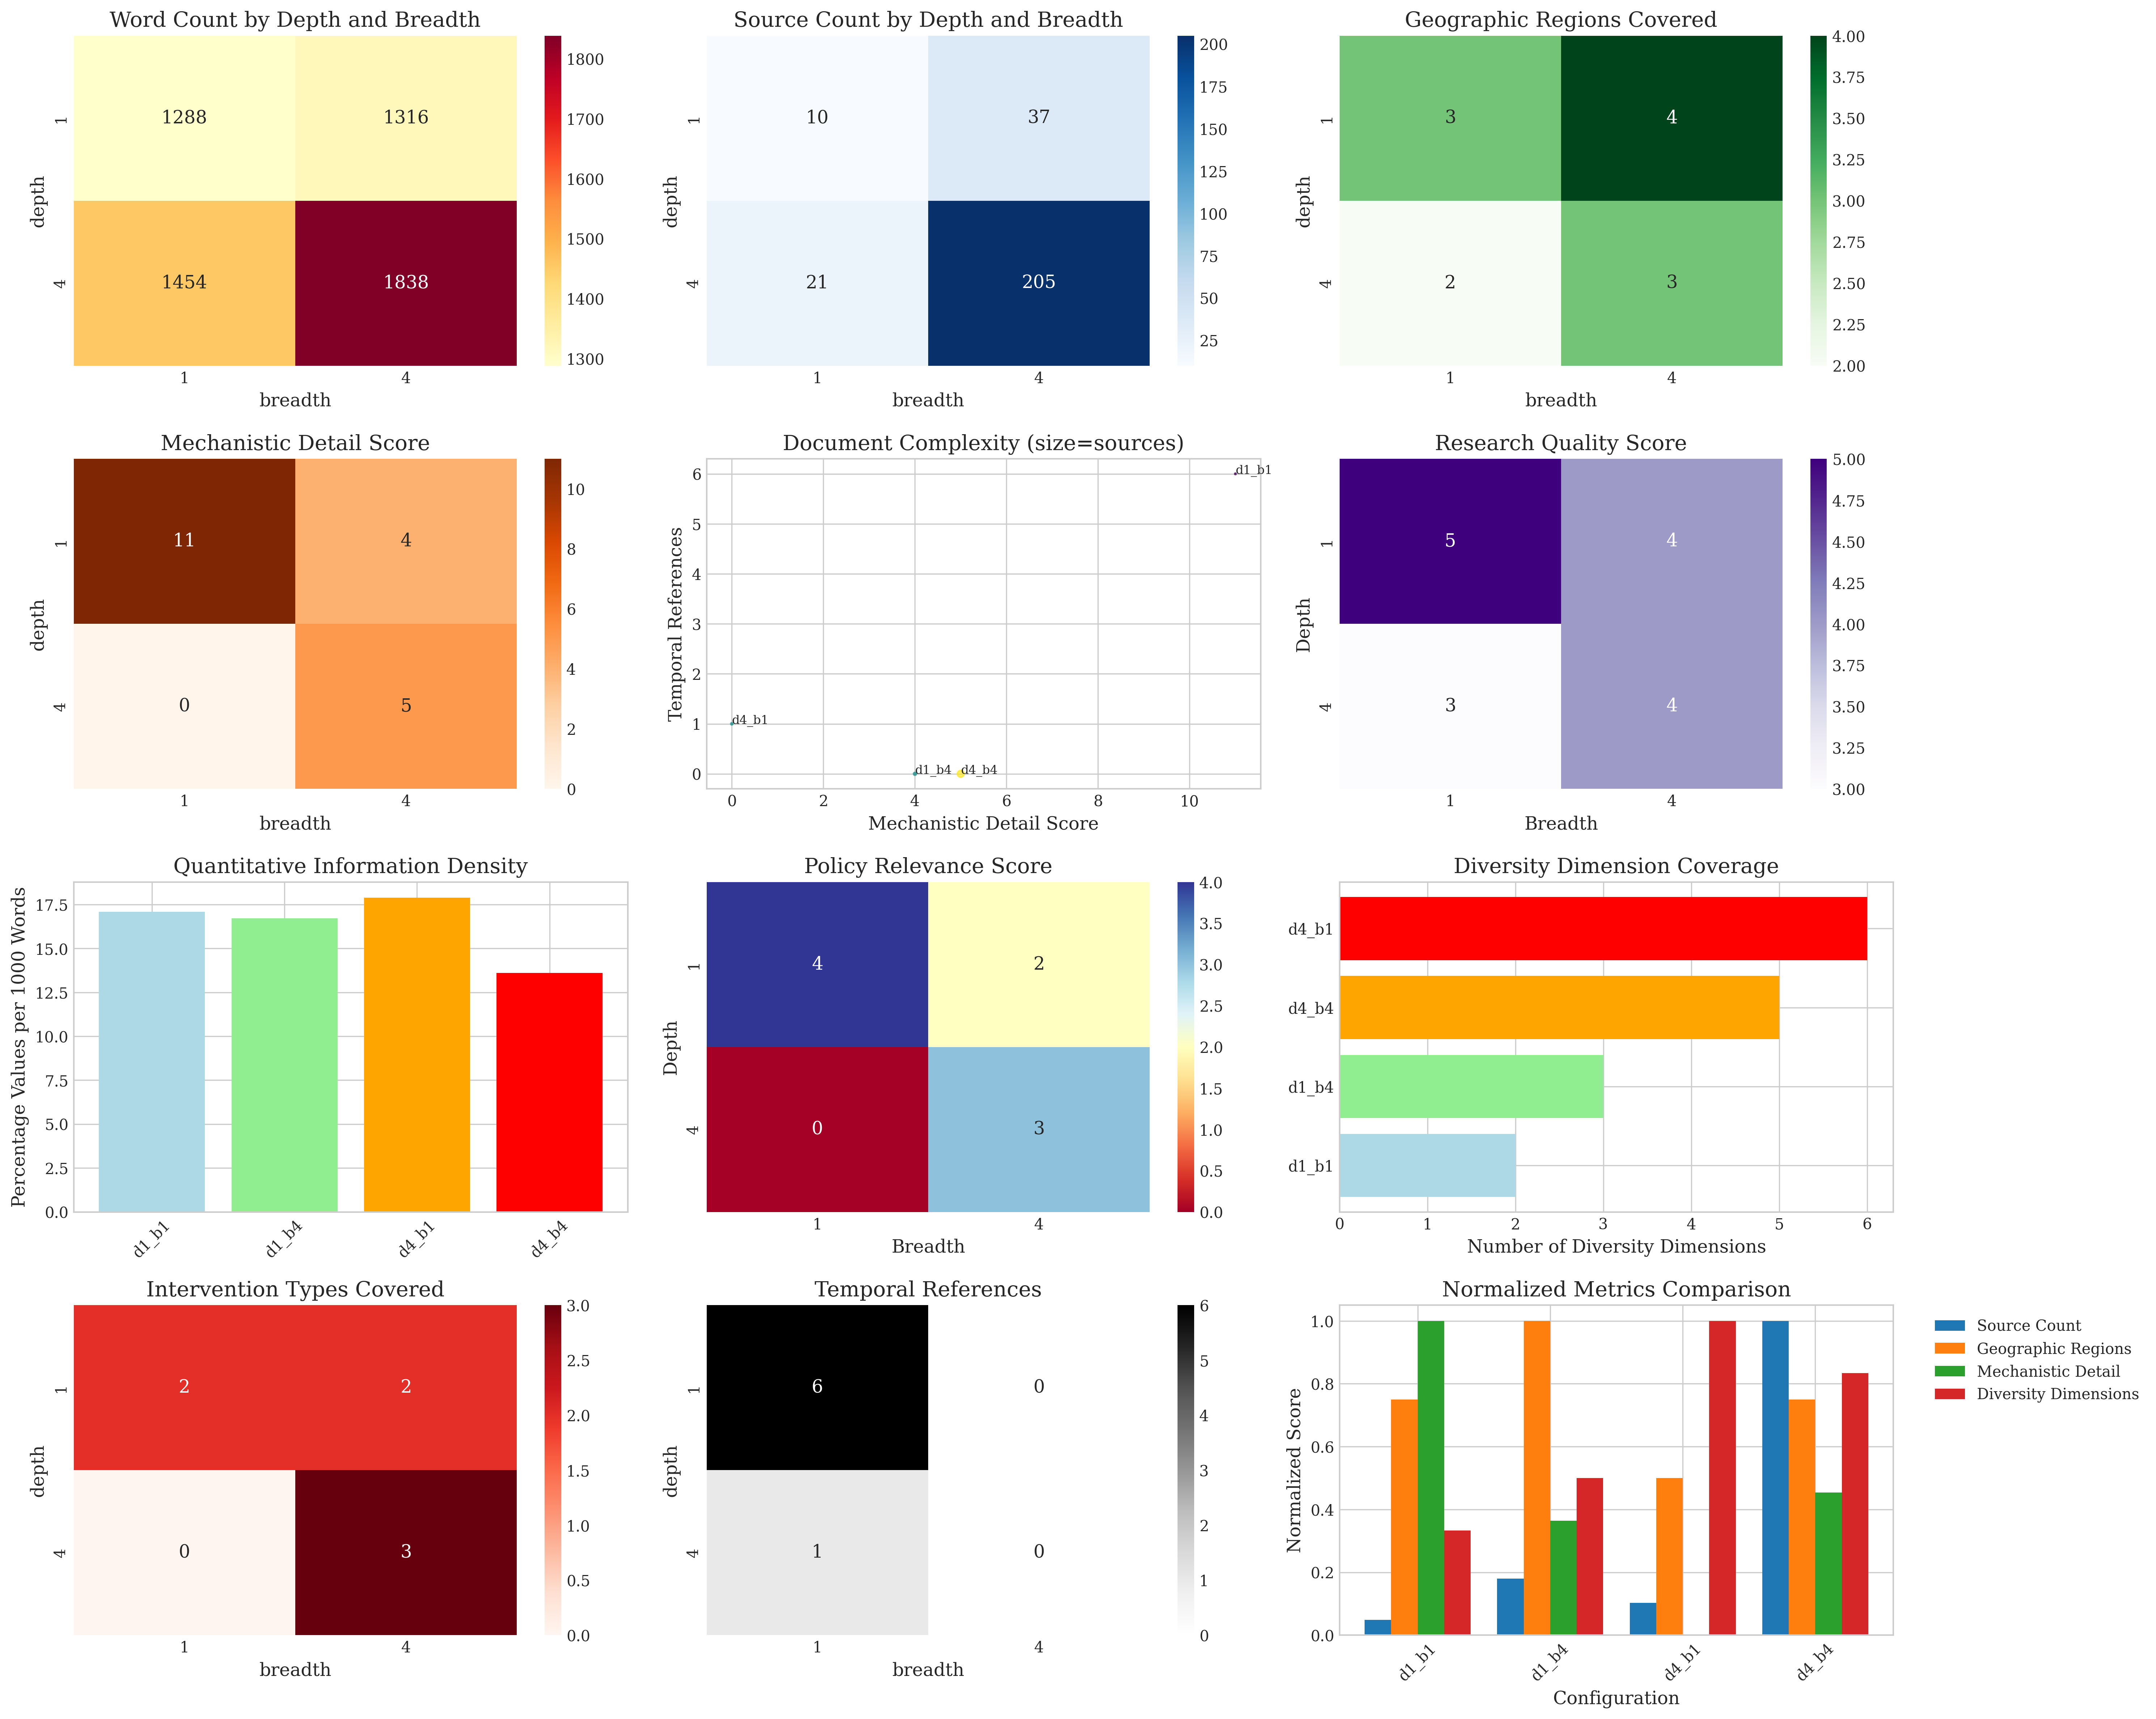 Word Count by Depth and Breadth
1288
1316
1454
1838
1
4
depth
1
4
breadth
1800
1700
1600
1500
1400
1300
Source Count by Depth and Breadth
10
37
21
205
1
4
depth
1
4
breadth
200
175
150
125
100
75
50
25
Geographic Regions Covered
3
4
2
3
1
4
depth
1
4
breadth
4.00
3.75
3.50
3.25
3.00
2.75
2.50
2.25
2.00
Mechanistic Detail Score
11
4
0
5
1
4
depth
1
4
breadth
10
8
6
4
2
0
Document Complexity (size=sources)
6
5
4
3
2
1
0
Temporal References
d1_b1
d4_b1
d1_b4
d4_b4
0
2
4
6
8
10
Mechanistic Detail Score
Research Quality Score
5
4
3
4
1
4
Depth
1
4
Breadth
5.00
4.75
4.50
4.25
4.00
3.75
3.50
3.25
3.00
Quantitative Information Density
17.5
15.0
12.5
10.0
7.5
5.0
2.5
0.0
Percentage Values per 1000 Words
d1_b1
d1_b4
d4_b1
d4_b4
Policy Relevance Score
4
2
0
3
1
4
Depth
1
4
Breadth
4.0
3.5
3.0
2.5
2.0
1.5
1.0
0.5
0.0
Diversity Dimension Coverage
d4_b1
d4_b4
d1_b4
d1_b1
0
1
2
3
4
5
6
Number of Diversity Dimensions
Intervention Types Covered
2
2
0
3
1
4
depth
1
4
breadth
3.0
2.5
2.0
1.5
1.0
0.5
0.0
Temporal References
6
0
1
0
1
4
depth
1
4
breadth
6
5
4
3
2
1
0
Normalized Metrics Comparison
1.0
0.8
0.6
0.4
0.2
0.0
Normalized Score
d1_b1
d1_b4
d4_b1
d4_b4
Configuration
Source Count
Geographic Regions
Mechanistic Detail
Diversity Dimensions